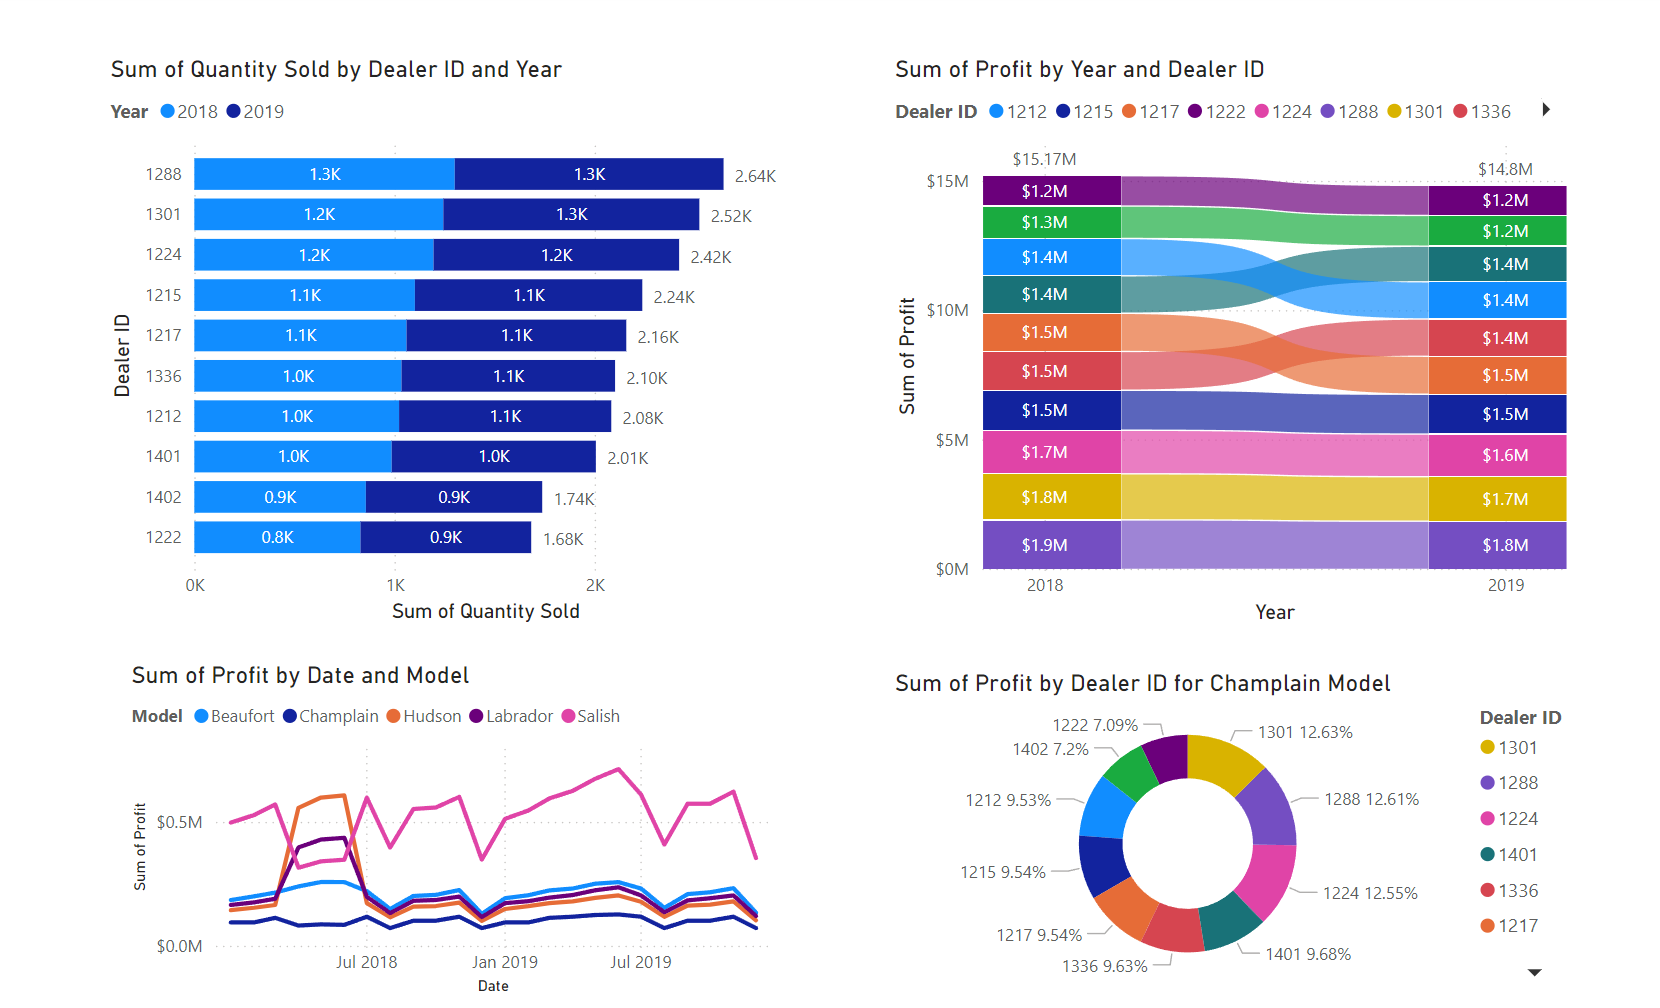 Sum of Quantity Sold by Dealer ID and Year
Year 2018 2019
Dealer ID
1288 1.3K 1.3K 2.64K
1301 1.2K 1.3K 2.52K
1224 1.2K 1.2K 2.42K
1215 1.1K 1.1K 2.24K
1217 1.1K 1.1K 2.16K
1336 1.0K 1.1K 2.10K
1212 1.0K 1.1K 2.08K
1401 1.0K 1.0K 2.01K
1402 0.9K 0.9K 1.74K
1222 0.8K 0.9K 1.68K
0K 1K 2K
Sum of Quantity Sold
Sum of Profit by Year and Dealer ID
Dealer ID 1212 1215 1217 1222 1224 1288 1301 1336
Sum of Profit
$15.17M
$14.8M
$15M
$1.2M $1.2M
$1.3M $1.2M
$1.4M $1.4M
$1.4M $1.4M
$10M
$1.5M $1.4M
$1.5M $1.5M
$1.5M $1.5M
$5M
$1.7M $1.6M
$1.8M $1.7M
$1.9M $1.8M
$0M
2018 2019
Year
Sum of Profit by Date and Model
Model Beaufort Champlain Hudson Labrador Salish
Sum of Profit
$0.5M
$0.0M
Jul 2018 Jan 2019 Jul 2019
Date
Sum of Profit by Dealer ID for Champlain Model
1222 7.09%
1301 12.63%
1402 7.2%
1212 9.53%
1288 12.61%
1215 9.54%
1224 12.55%
1217 9.54%
1401 9.68%
1336 9.63%
Dealer ID
1301
1288
1224
1401
1336
1217